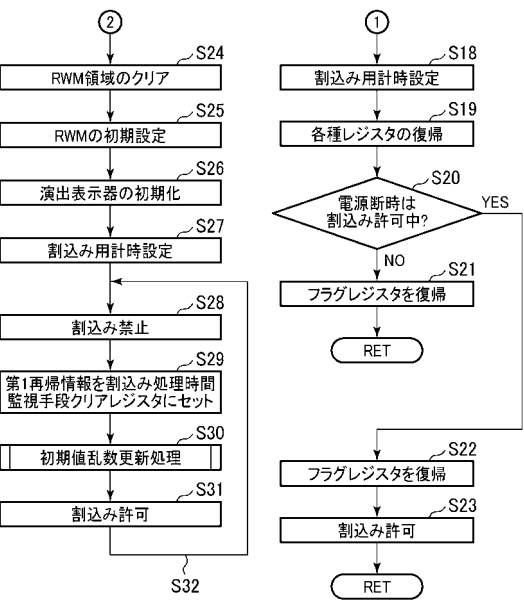 2
S24
RWM領域のクリア
S25
RWMの初期設定
S26
演出表示器の初期化
S27
割込み用計時設定
S28
割込み禁止
S29
第1再帰情報を割込み処理時間
監視手段クリアレジスタにセット
S30
初期値乱数更新処理
S31
割込み許可
S32
1
S18
割込み用計時設定
S19
各種レジスタの復帰
S20
電源断時は
割込み許可中?
YES
NO
S21
フラグレジスタを復帰
RET
S22
フラグレジスタを復帰
S23
割込み許可
RET